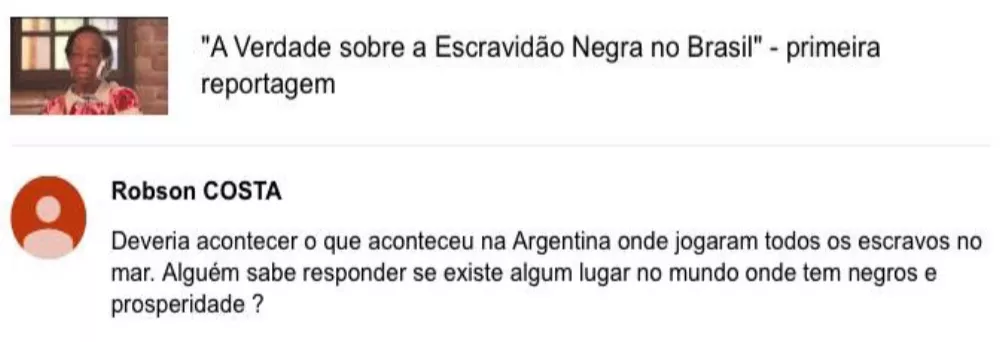 "A Verdade sobre a Escravidão Negra no Brasil" - primeira
reportagem
Robson COSTA
Deveria acontecer o que aconteceu na Argentina onde jogaram todos os escravos no
mar. Alguém sabe responder se existe algum lugar no mundo onde tem negros e
prosperidade ?